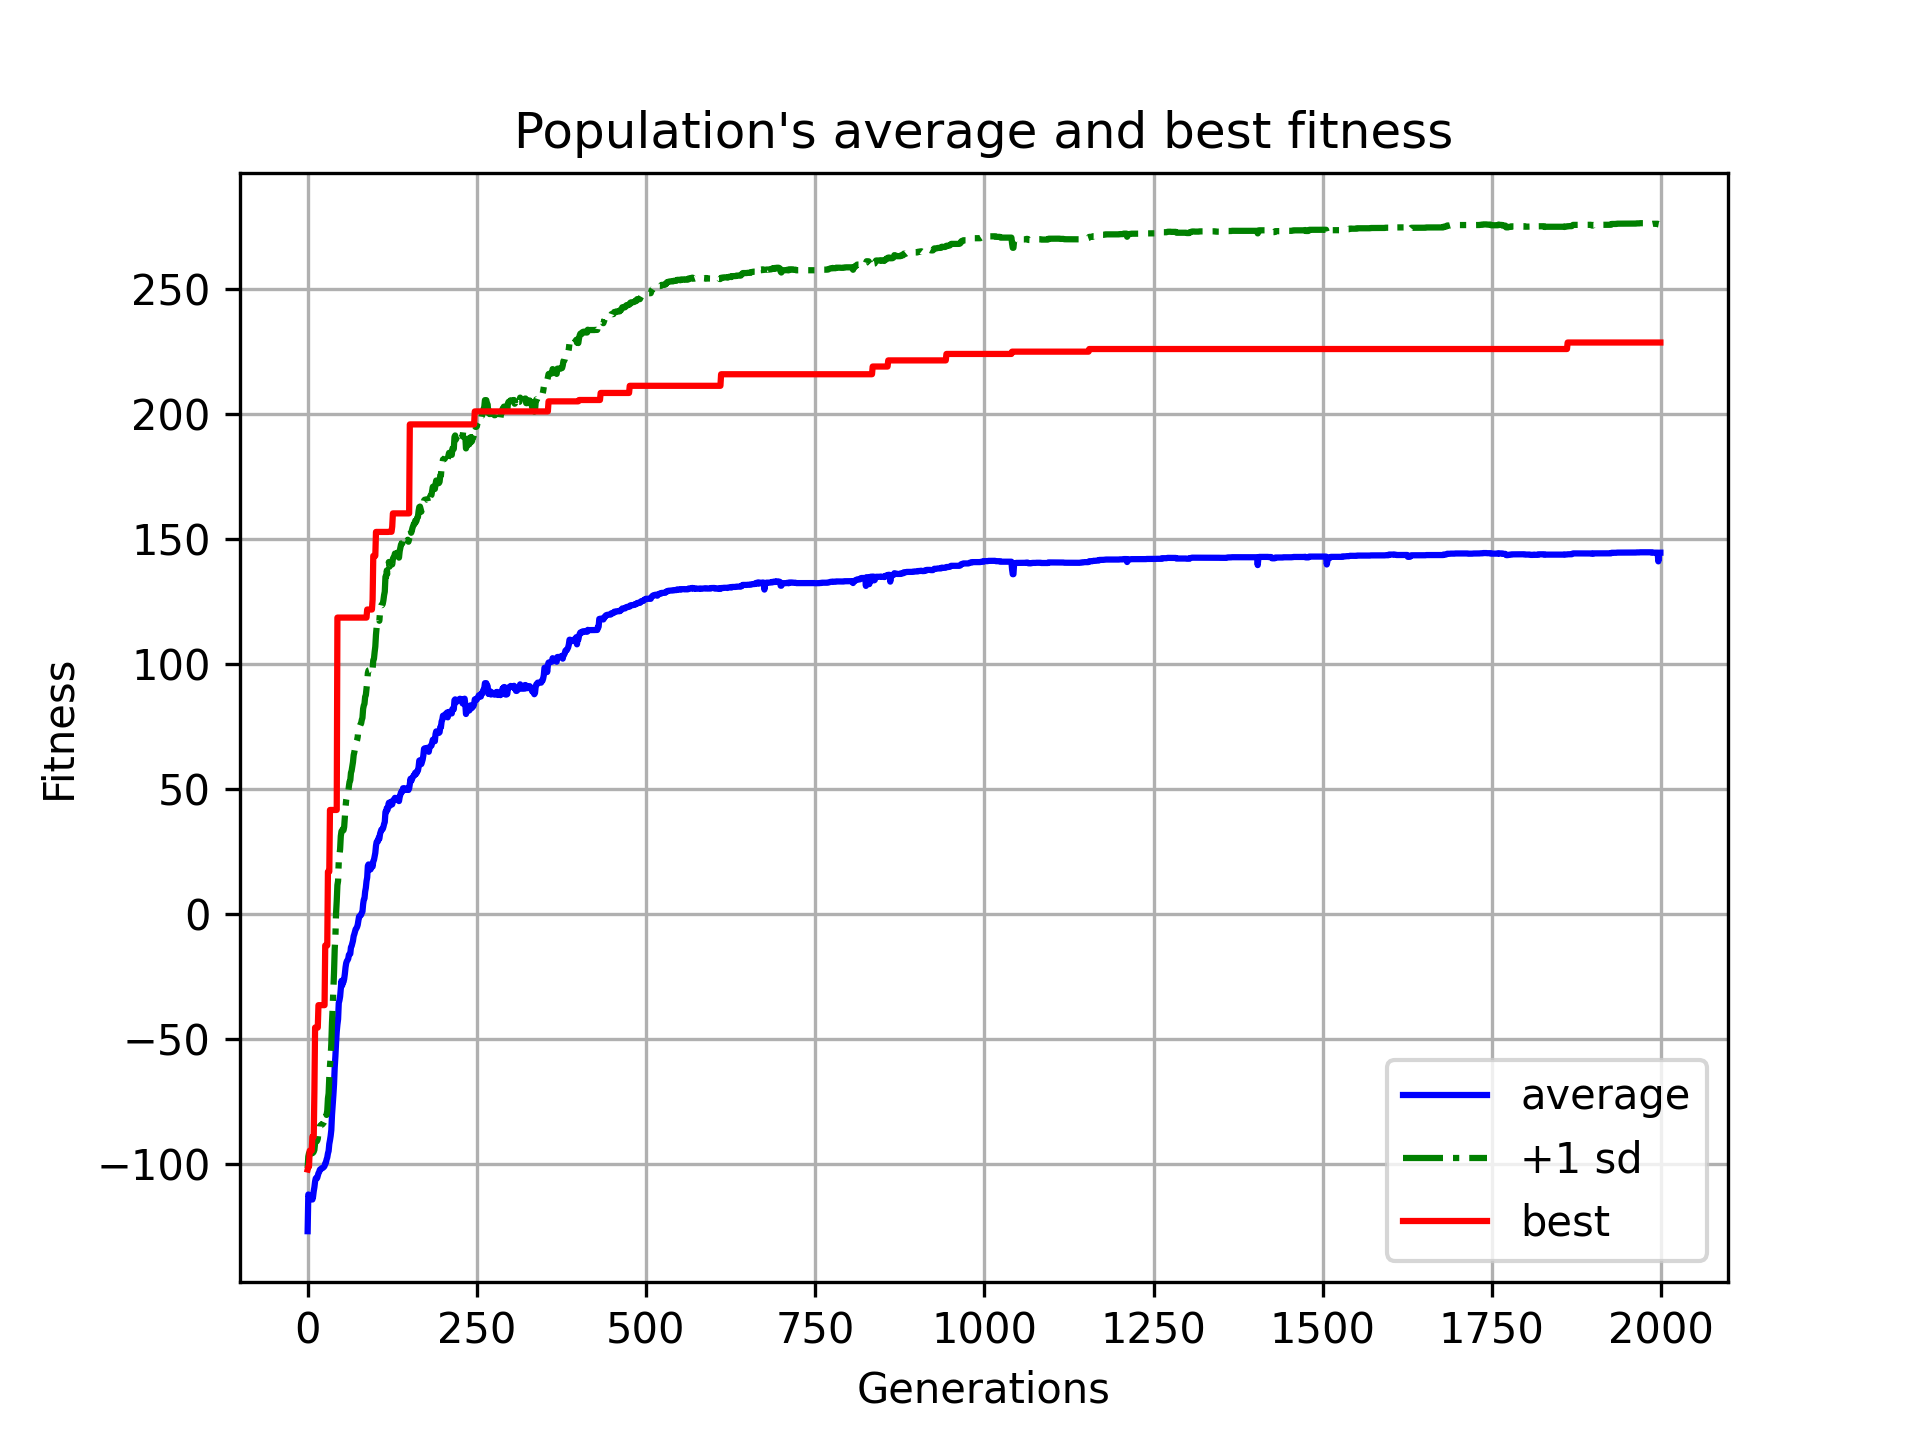 Population's average and best fitness
Fitness
250
200
150
100
50
0
−50
−100
average
+1 sd
best
0 250 500 750 1000 1250 1500 1750 2000
Generations